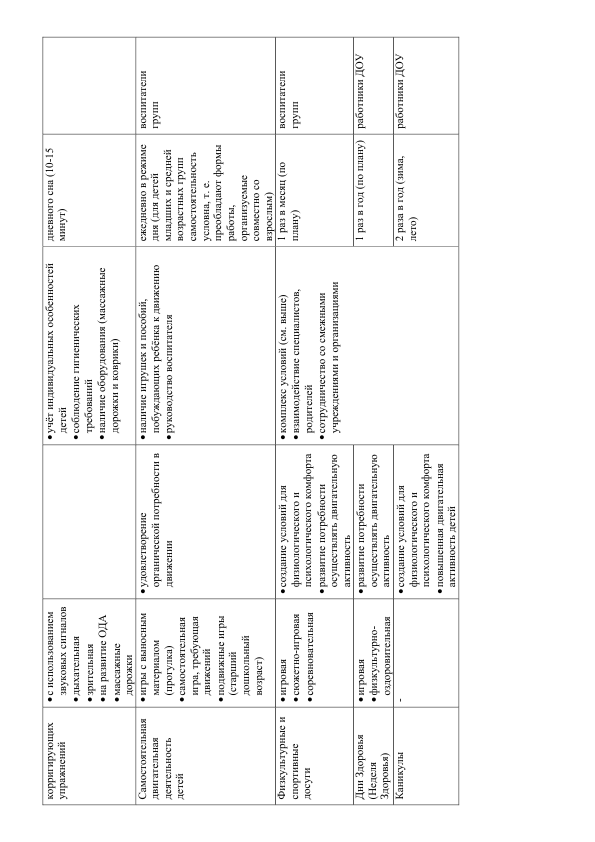 корригирующих
упражнений
• с использованием
звуковых сигналов
• дыхательная
• зрительная
• на развитие ОДА
• массажные
дорожки
• учёт индивидуальных особенностей
детей
• соблюдение гигиенических
требований
• наличие оборудования (массажные
дорожки и коврики)
дневного сна (10-15
минут)
Самостоятельная
двигательная
деятельность
детей
• игры с выносным
материалом
(прогулка)
• самостоятельная
игра, требующая
движений
• подвижные игры
(старший
дошкольный
возраст)
• удовлетворение
органической потребности в
движении
• наличие игрушек и пособий,
побуждающих ребёнка к движению
• руководство воспитателя
ежедневно в режиме
дня (для детей
младших и средней
возрастных групп
самостоятельность
условна, т. е.
преобладают формы
работы,
организуемые
совместно со
взрослым)
воспитатели
групп
Физкультурные и
спортивные
досуги
• игровая
• сюжетно-игровая
• соревновательная
• создание условий для
физиологического и
психологического комфорта
• развитие потребности
осуществлять двигательную
активность
• комплекс условий (см. выше)
• взаимодействие специалистов,
родителей
• сотрудничество со смежными
учреждениями и организациями
1 раз в месяц (по
плану)
воспитатели
групп
Дни Здоровья
(Неделя
Здоровья)
• игровая
• физкультурно-
оздоровительная
• развитие потребности
осуществлять двигательную
активность
1 раз в год (по плану)
работники ДОУ
Каникулы
-
• создание условий для
физиологического и
психологического комфорта
• повышенная двигательная
активность детей
2 раза в год (зима,
лето)
работники ДОУ